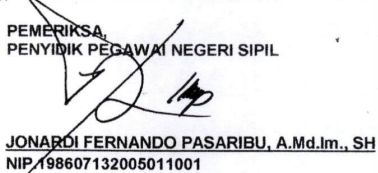 PEMERIKSA,
PENYIDIK PEGAWAI NEGERI SIPIL
JONARDI FERNANDO PASARIBU, A.Md.Im., SH
NIP.198607132005011001